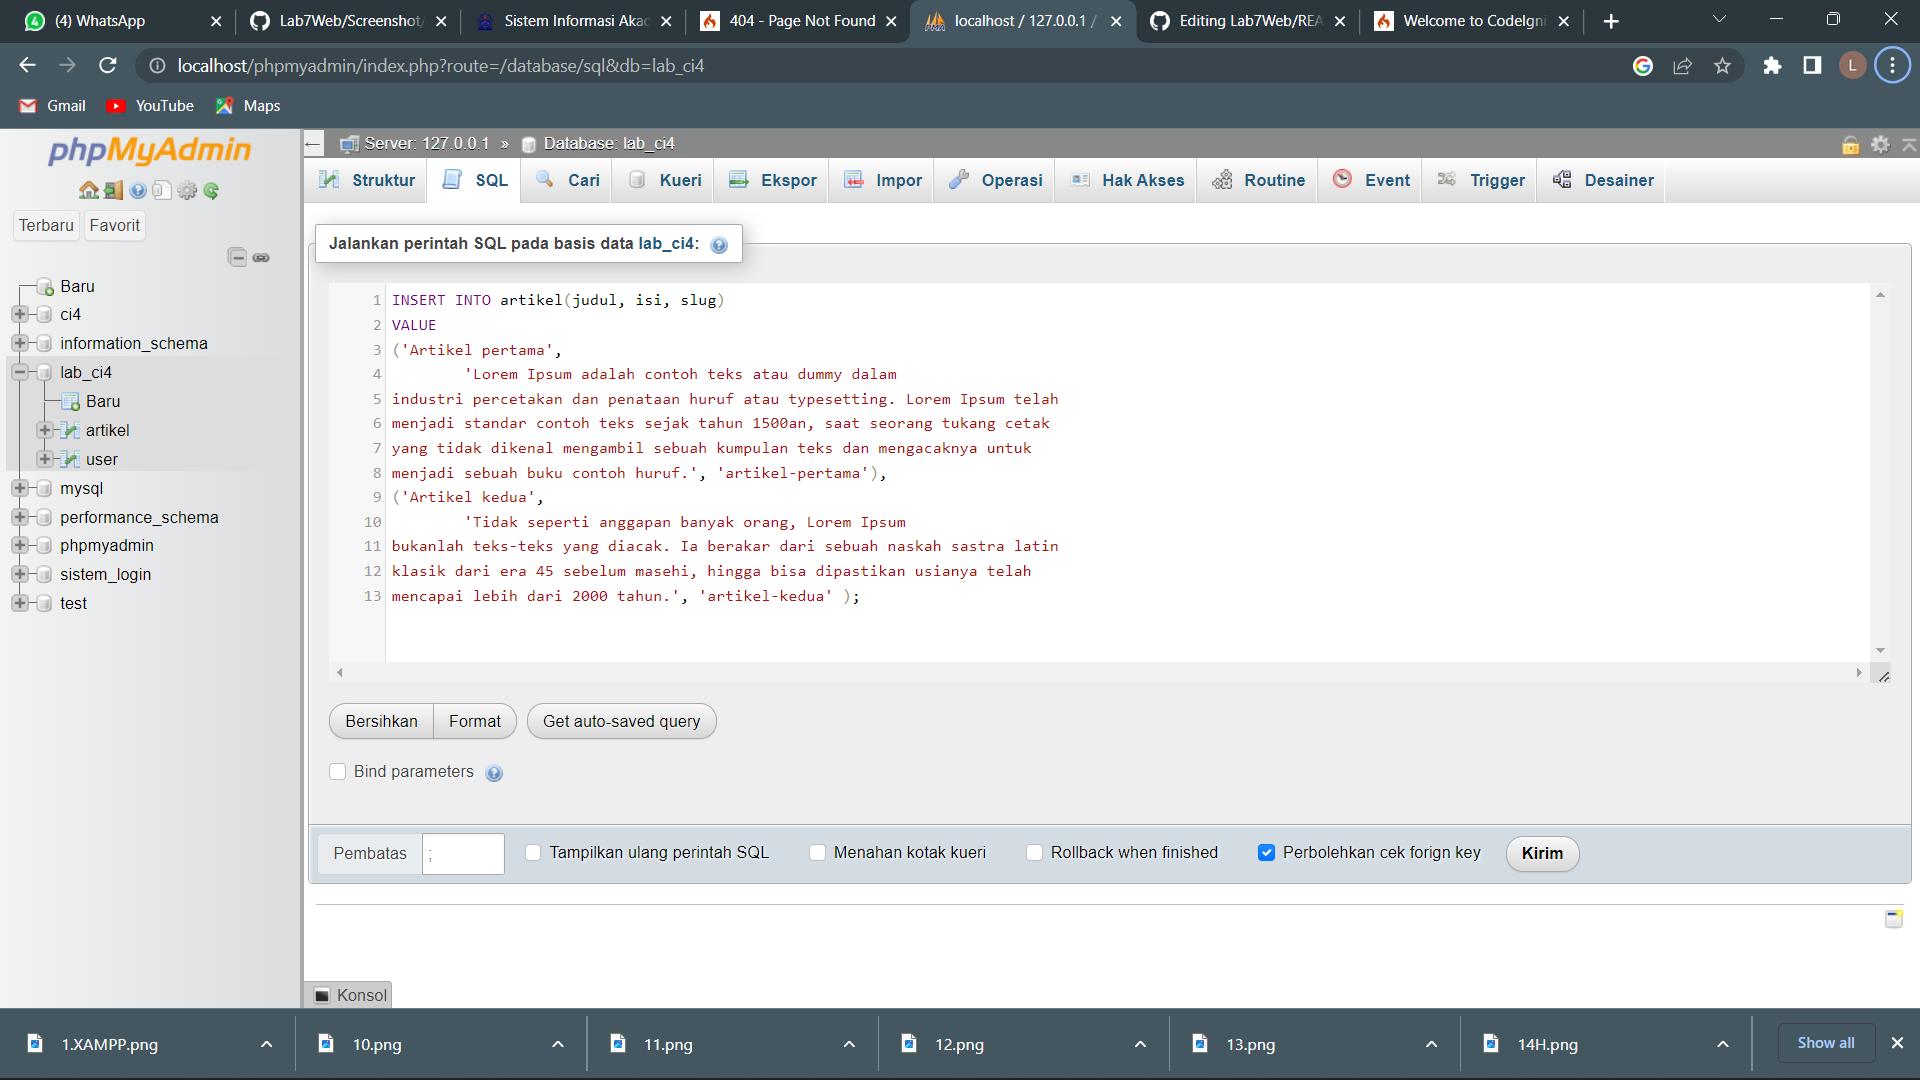 (4) WhatsApp
Lab7Web/Screenshot/
Sistem Informasi Akad
404 - Page Not Found
localhost / 127.0.0.1 /
Editing Lab7Web/REA
Welcome to CodeIgni
localhost/phpmyadmin/index.php?route=/database/sql&db=lab_ci4
L
Gmail
YouTube
Maps
phpMyAdmin
Terbaru
Favorit
Baru
ci4
information_schema
lab_ci4
Baru
artikel
user
mysql
performance_schema
phpmyadmin
sistem_login
test
Server: 127.0.0.1 » Database: lab_ci4
Struktur
SQL
Cari
Kueri
Ekspor
Impor
Operasi
Hak Akses
Routine
Event
Trigger
Desainer
Jalankan perintah SQL pada basis data lab_ci4:
1 INSERT INTO artikel(judul, isi, slug)
2 VALUE
3 ('Artikel pertama',
4 'Lorem Ipsum adalah contoh teks atau dummy dalam
5 industri percetakan dan penataan huruf atau typesetting. Lorem Ipsum telah
6 menjadi standar contoh teks sejak tahun 1500an, saat seorang tukang cetak
7 yang tidak dikenal mengambil sebuah kumpulan teks dan mengacaknya untuk
8 menjadi sebuah buku contoh huruf.', 'artikel-pertama'),
9 ('Artikel kedua',
10 'Tidak seperti anggapan banyak orang, Lorem Ipsum
11 bukanlah teks-teks yang diacak. Ia berakar dari sebuah naskah sastra latin
12 klasik dari era 45 sebelum masehi, hingga bisa dipastikan usianya telah
13 mencapai lebih dari 2000 tahun.', 'artikel-kedua' );
Bersihkan
Format
Get auto-saved query
Bind parameters
Pembatas
;
Tampilkan ulang perintah SQL
Menahan kotak kueri
Rollback when finished
Perbolehkan cek forign key
Kirim
Konsol
1.XAMPP.png
10.png
11.png
12.png
13.png
14H.png
Show all